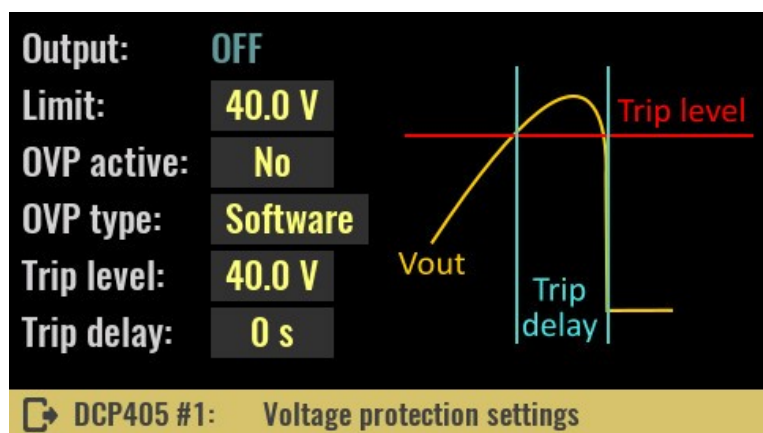 Output: OFF
Limit: 40.0 V
OVP active: No
OVP type: Software
Trip level: 40.0 V
Trip delay: 0 s
Trip level
Vout
Trip
delay
DCP405 #1: Voltage protection settings